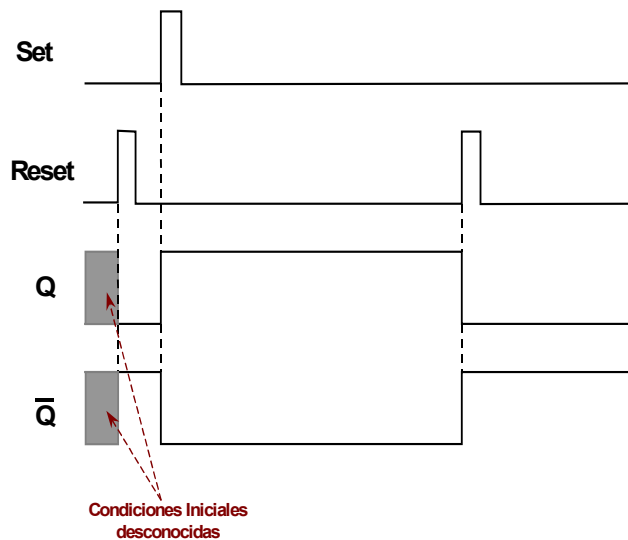 Set
Reset
Q
Q̅
Condiciones Iniciales
desconocidas